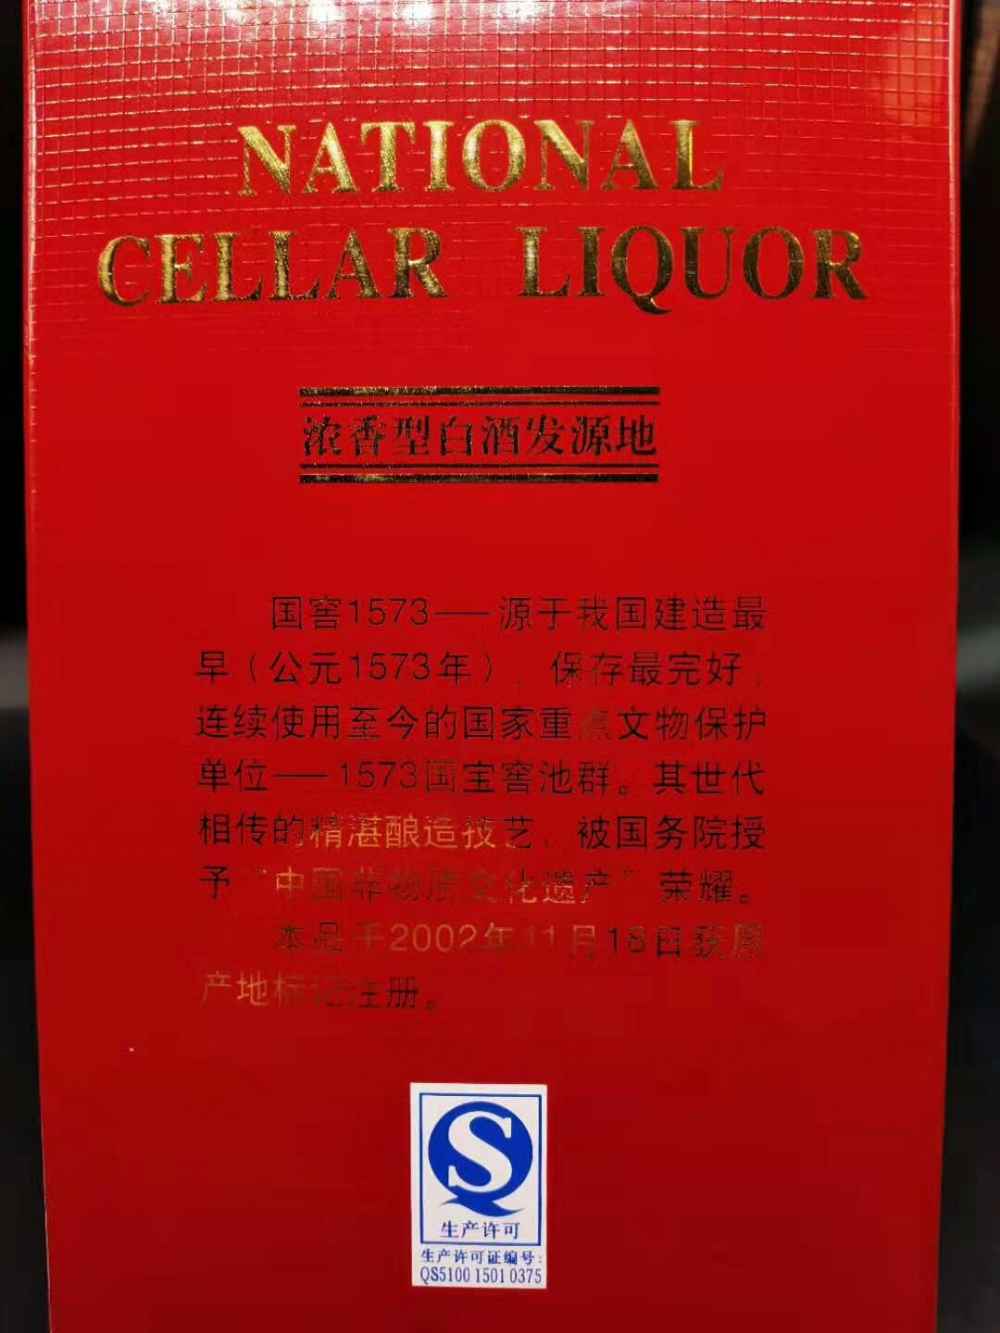 NATIONAL
CELLAR LIQUOR
浓香型白酒发源地
国窖1573——源于我国建造最
早（公元1573年）、保存最完好、
连续使用至今的国家重点文物保护
单位——1573国宝窖池群。其世代
相传的精湛酿造技艺，被国务院授
予“中国非物质文化遗产”荣耀。
本品于2002年11月18日获原
产地标记注册。
生产许可
生产许可证编号：
QS5100 1501 0375